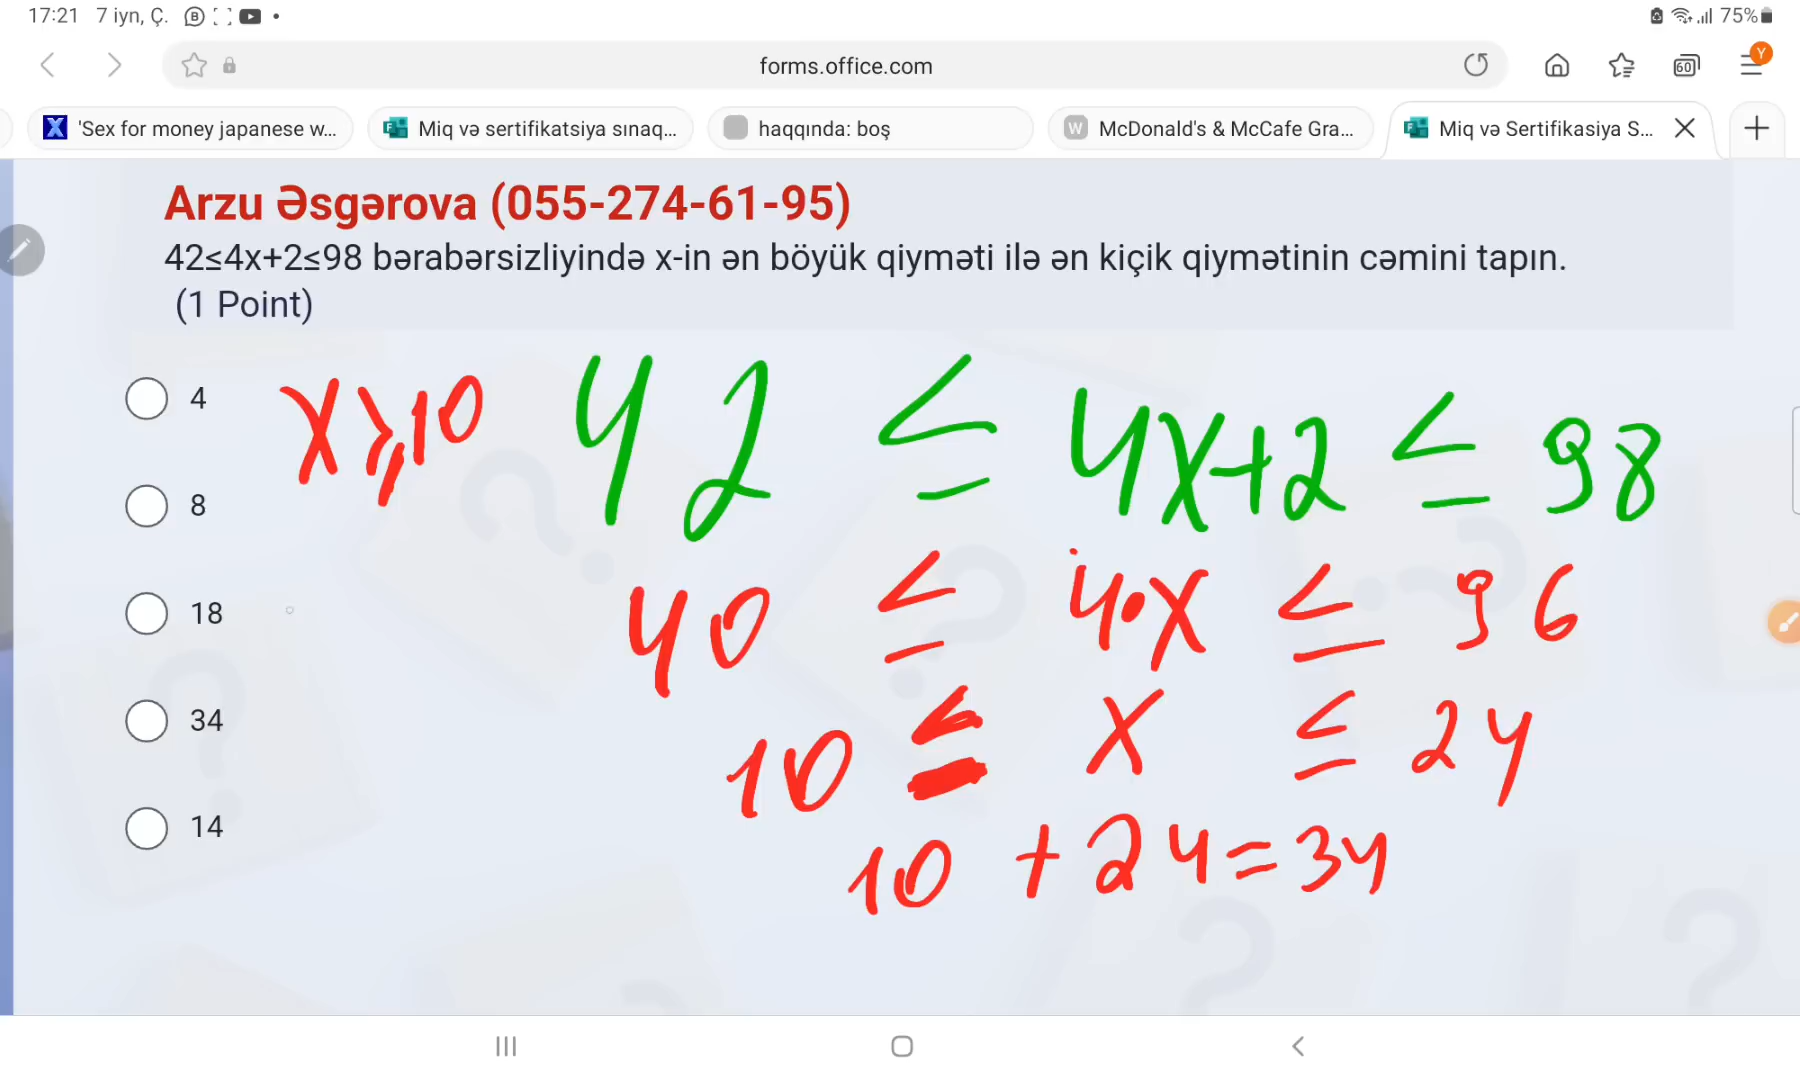 17:21 7 iyn, Ç.
75%
forms.office.com
60
Y
'Sex for money japanese w...
Miq və sertifikatsiya sınaq...
haqqında: boş
W McDonald's & McCafe Gra...
Miq və Sertifikasiya S...
Arzu Əsgərova (055-274-61-95)
42≤4x+2≤98 bərabərsizliyində x-in ən böyük qiyməti ilə ən kiçik qiymətinin cəmini tapın.
(1 Point)
4
8
18
34
14
x⩾10
42 ≤ 4x+2 ≤ 98
40 ≤ 4•x ≤ 96
10 ≤ x ≤ 24
10 + 24 = 34